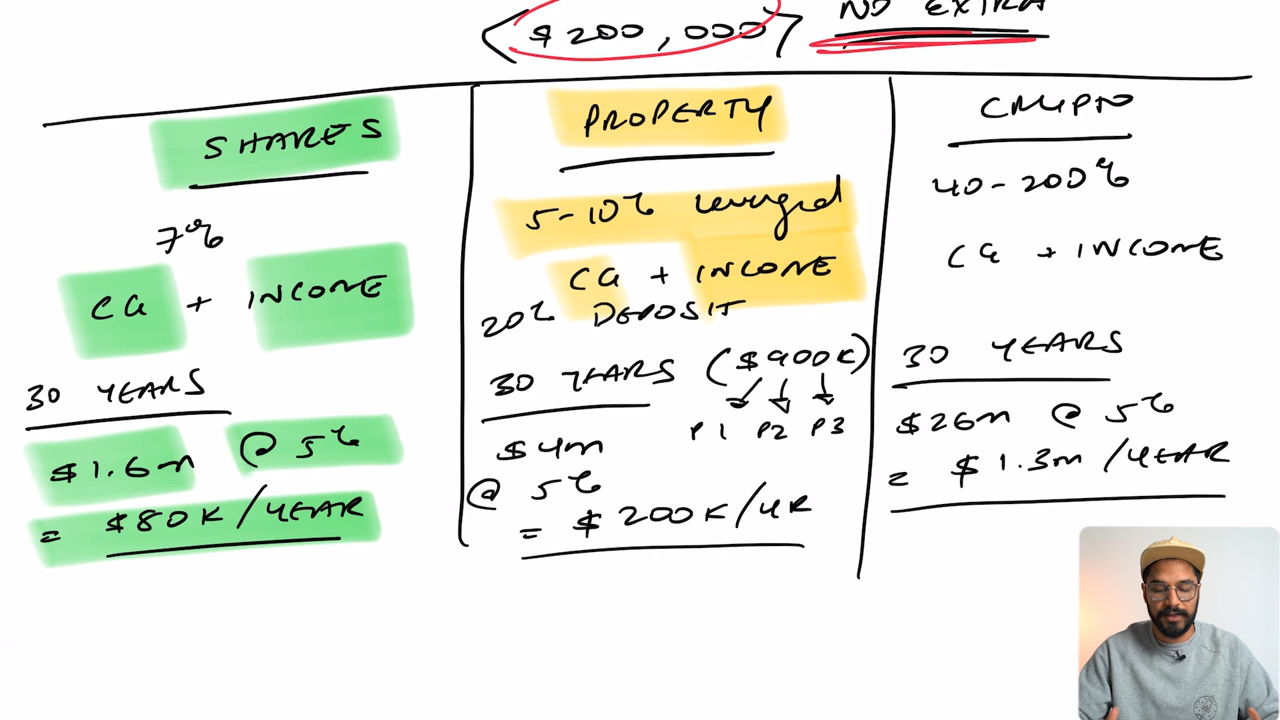 $200,000
NO EXTRA
SHARES
7%
CG + INCOME
30 YEARS
$1.6m @ 5%
= $80K/YEAR
PROPERTY
5-10% leveraged
CG + INCOME
20% DEPOSIT
30 YEARS ($900K)
P1 P2 P3
$4m
@ 5%
= $200K/YR
CRYPTO
40-200%
CG + INCOME
30 YEARS
$26m @ 5%
= $1.3m/YEAR